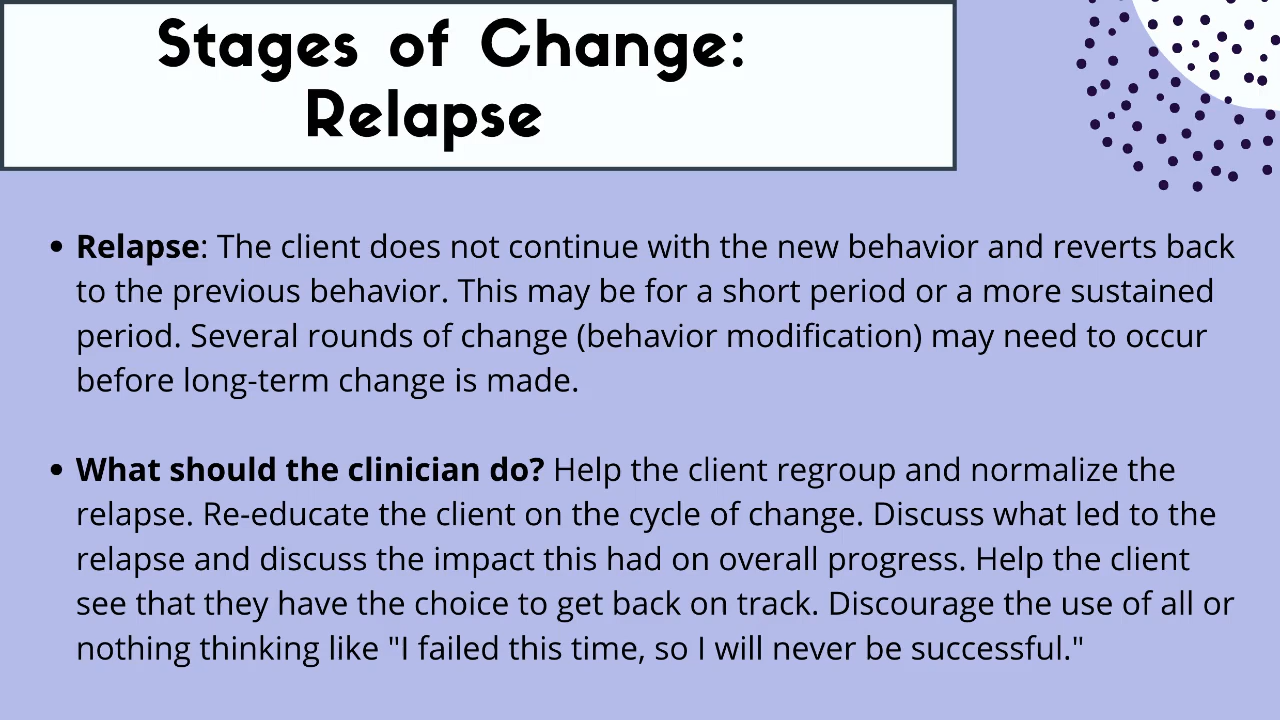 Stages of Change:
Relapse
• Relapse: The client does not continue with the new behavior and reverts back
to the previous behavior. This may be for a short period or a more sustained
period. Several rounds of change (behavior modification) may need to occur
before long-term change is made.
• What should the clinician do? Help the client regroup and normalize the
relapse. Re-educate the client on the cycle of change. Discuss what led to the
relapse and discuss the impact this had on overall progress. Help the client
see that they have the choice to get back on track. Discourage the use of all or
nothing thinking like "I failed this time, so I will never be successful."